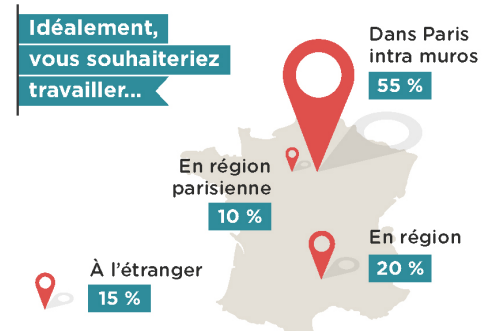 Idéalement,
vous souhaiteriez
travailler...
Dans Paris
intra muros
55 %
En région
parisienne
10 %
En région
20 %
À l'étranger
15 %